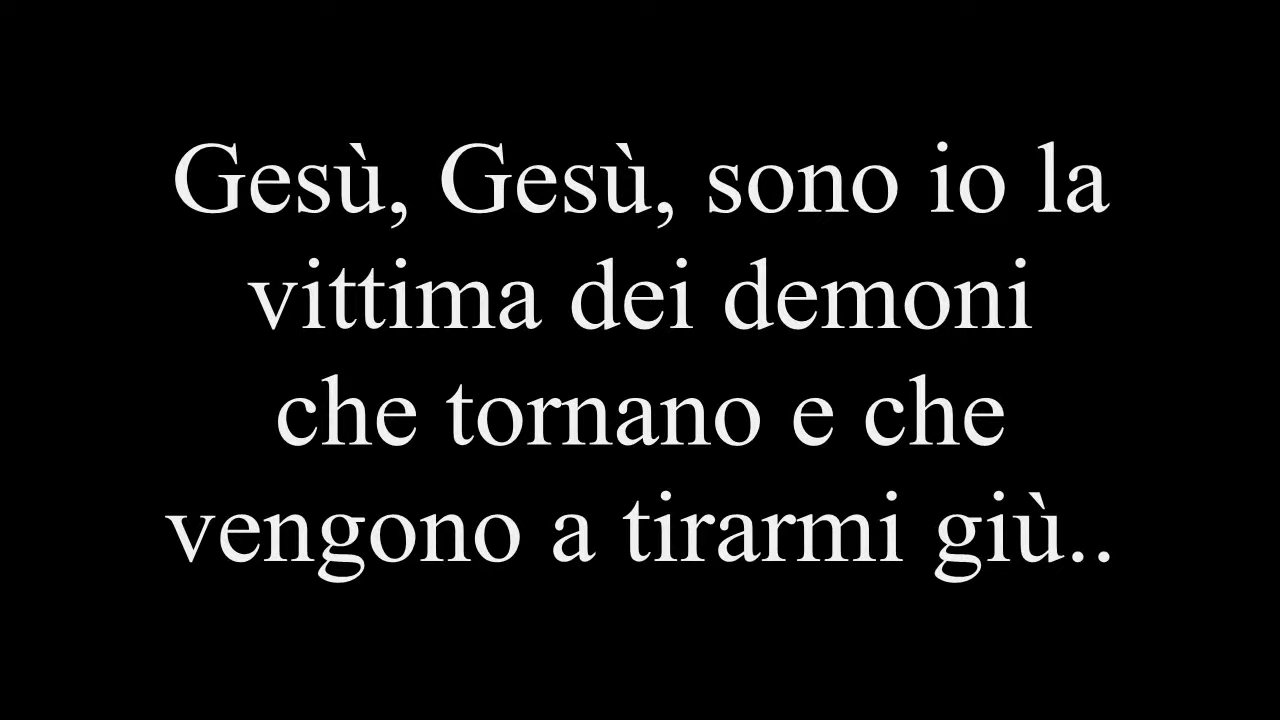 Gesù, Gesù, sono io la
vittima dei demoni
che tornano e che
vengono a tirarmi giù..